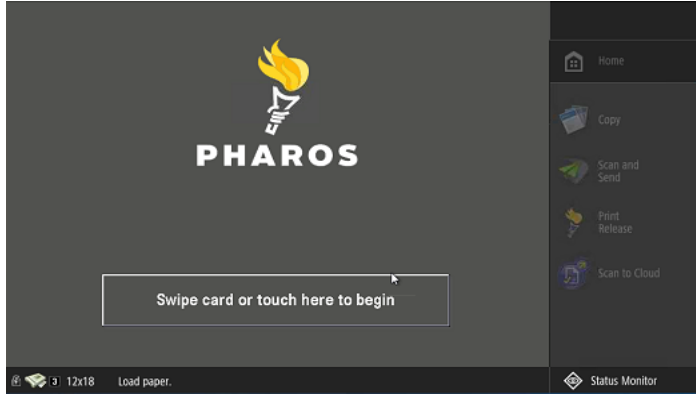 PHAROS
Swipe card or touch here to begin
Home
Copy
Scan and
Send
Print
Release
Scan to Cloud
3 12x18 Load paper.
Status Monitor